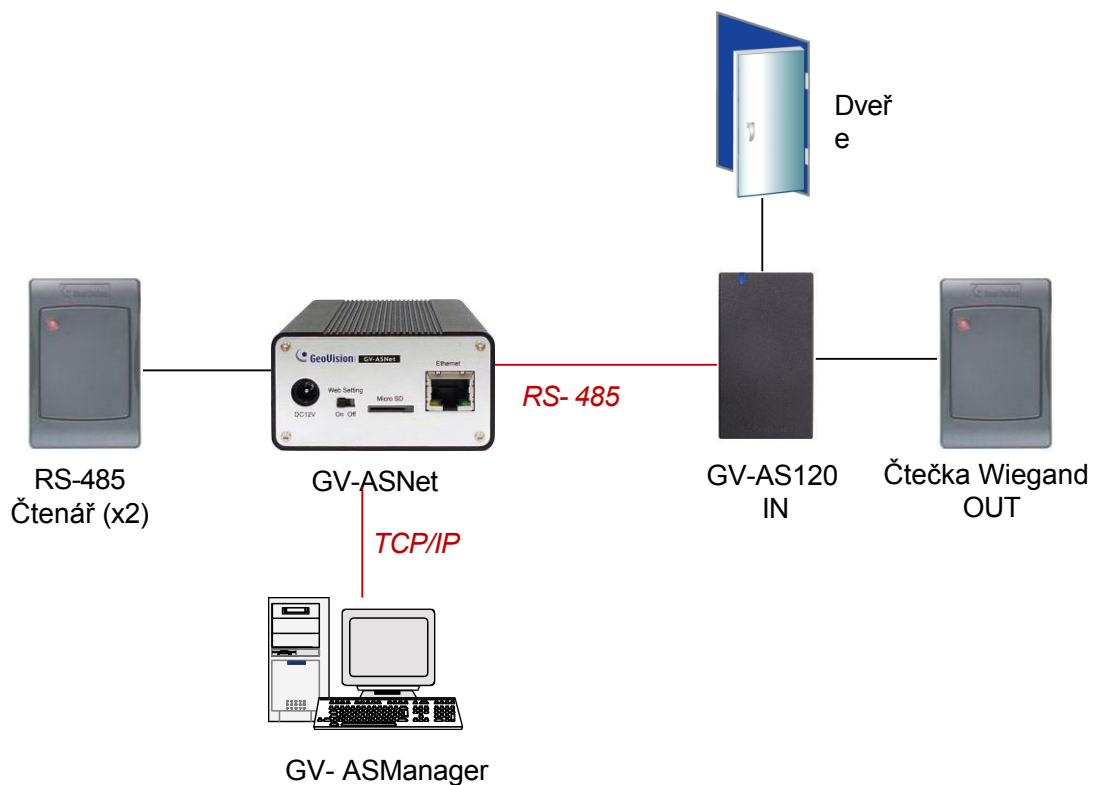 Dveř
e
GeoVision GV-ASNet
Ethernet
Web Setting
Micro SD
DC12V
On Off
RS- 485
RS-485
Čtenář (x2)
GV-ASNet
GV-AS120
IN
Čtečka Wiegand
OUT
TCP/IP
GV- ASManager